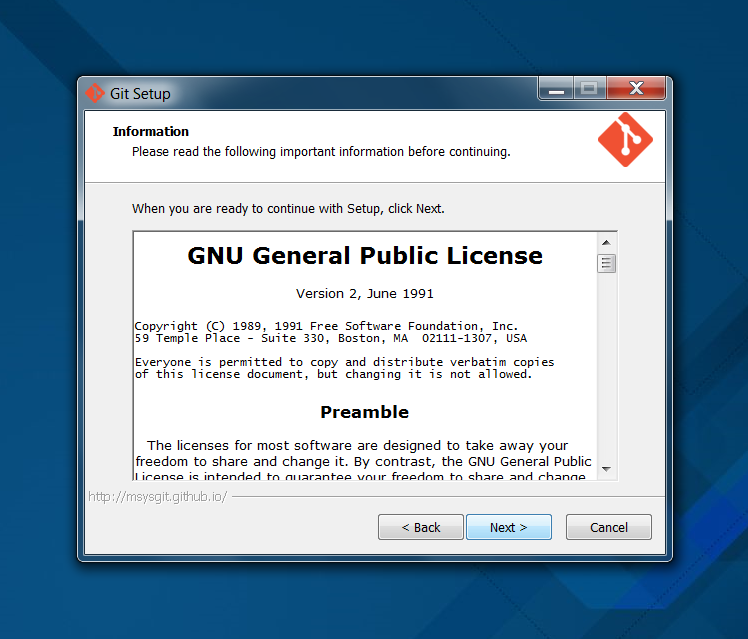 Git Setup
Information
Please read the following important information before continuing.
When you are ready to continue with Setup, click Next.
GNU General Public License
Version 2, June 1991
Copyright (C) 1989, 1991 Free Software Foundation, Inc.
59 Temple Place - Suite 330, Boston, MA  02111-1307, USA
Everyone is permitted to copy and distribute verbatim copies
of this license document, but changing it is not allowed.
Preamble
The licenses for most software are designed to take away your
freedom to share and change it. By contrast, the GNU General Public
License is intended to guarantee your freedom to share and change
http://msysgit.github.io/
< Back
Next >
Cancel